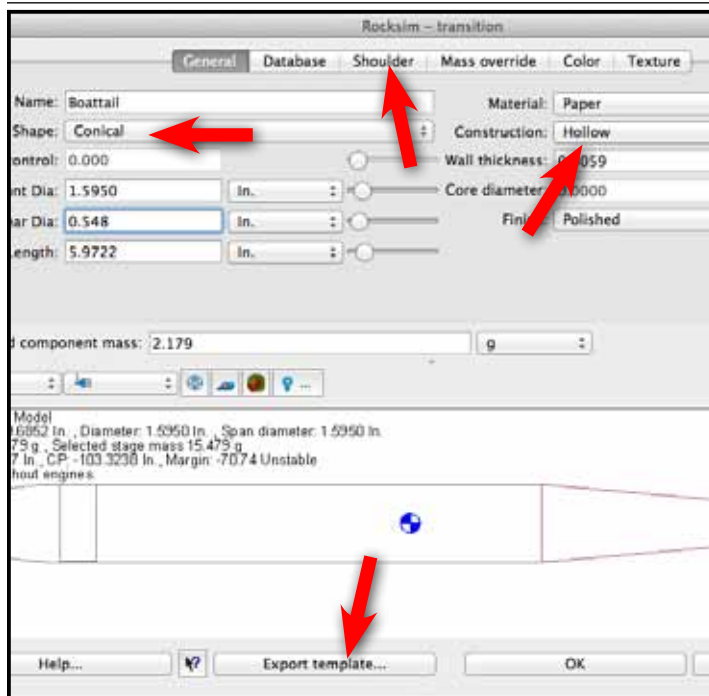 Rocksim – transition
General Database Shoulder Mass override Color Texture
Name: Boattail Material: Paper
Shape: Conical Construction: Hollow
ontrol: 0.000 Wall thickness: 059
nt Dia: 1.5950 In. Core diameter 0000
ar Dia: 0.548 In. Polished
ength: 5.9722 In.
d component mass: 2.179 g
Model
.6852 In. , Diameter: 1.5950 In. , Span diameter: 1.5950 In.
79 g , Selected stage mass 15.479 g
7 In., CP: -103.3238 In., Margin: -70.74 Unstable
hout engines.
Help... Export template... OK